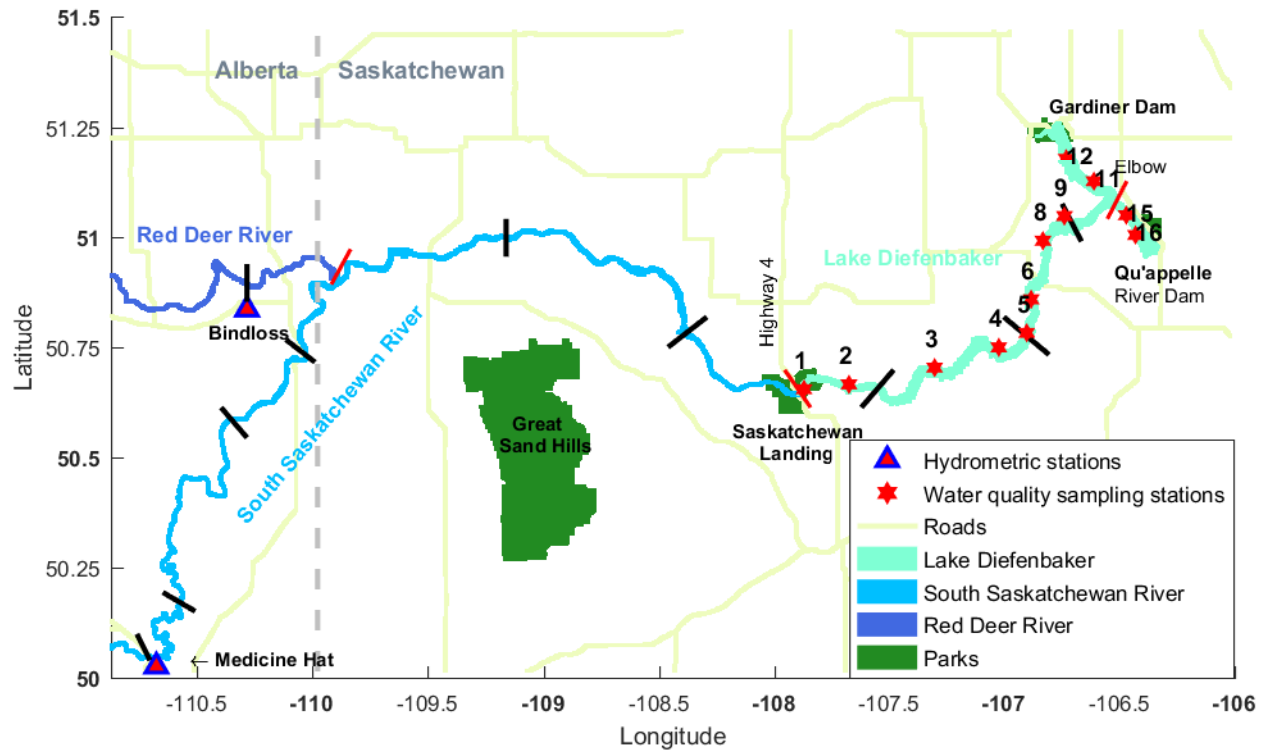 51.5
51.25
51
50.75
50.5
50.25
50
Latitude
Alberta
Saskatchewan
Gardiner Dam
12
11
Elbow
9
8
15
16
Red Deer River
Lake Diefenbaker
6
Qu'appelle
River Dam
Bindloss
5
4
3
2
1
Highway 4
South Saskatchewan River
Great
Sand Hills
Saskatchewan
Landing
← Medicine Hat
Hydrometric stations
Water quality sampling stations
Roads
Lake Diefenbaker
South Saskatchewan River
Red Deer River
Parks
-110.5
-110
-109.5
-109
-108.5
-108
-107.5
-107
-106.5
-106
Longitude